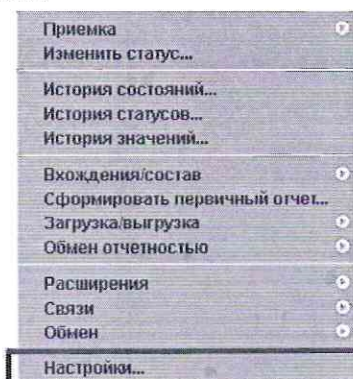 Приемка
Изменить статус...
История состояний...
История статусов...
История значений...
Вхождения/состав
Сформировать первичный отчет...
Загрузка/выгрузка
Обмен отчетностью
Расширения
Связи
Обмен
Настройки...